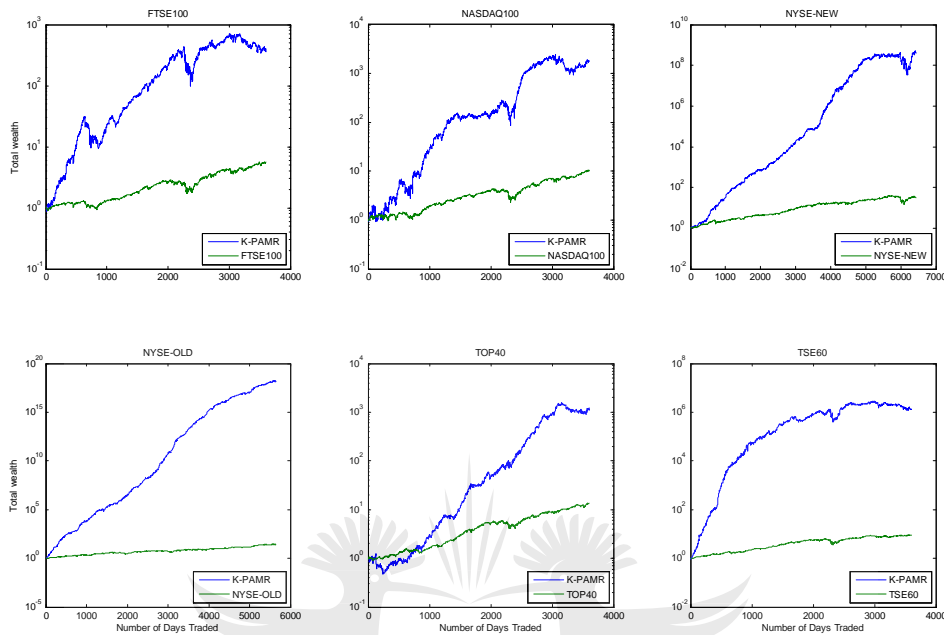 FTSE100
10^3
10^2
10^1
10^0
10^-1
Total wealth
0 1000 2000 3000 4000
K-PAMR
FTSE100
NASDAQ100
10^4
10^3
10^2
10^1
10^0
10^-1
0 1000 2000 3000 4000
K-PAMR
NASDAQ100
NYSE-NEW
10^10
10^8
10^6
10^4
10^2
10^0
10^-2
0 1000 2000 3000 4000 5000 6000 7000
K-PAMR
NYSE-NEW
NYSE-OLD
10^20
10^15
10^10
10^5
10^0
10^-5
Total wealth
0 1000 2000 3000 4000 5000 6000
Number of Days Traded
K-PAMR
NYSE-OLD
TOP40
10^4
10^3
10^2
10^1
10^0
10^-1
0 1000 2000 3000 4000
Number of Days Traded
K-PAMR
TOP40
TSE60
10^8
10^6
10^4
10^2
10^0
10^-2
0 1000 2000 3000 4000
Number of Days Traded
K-PAMR
TSE60